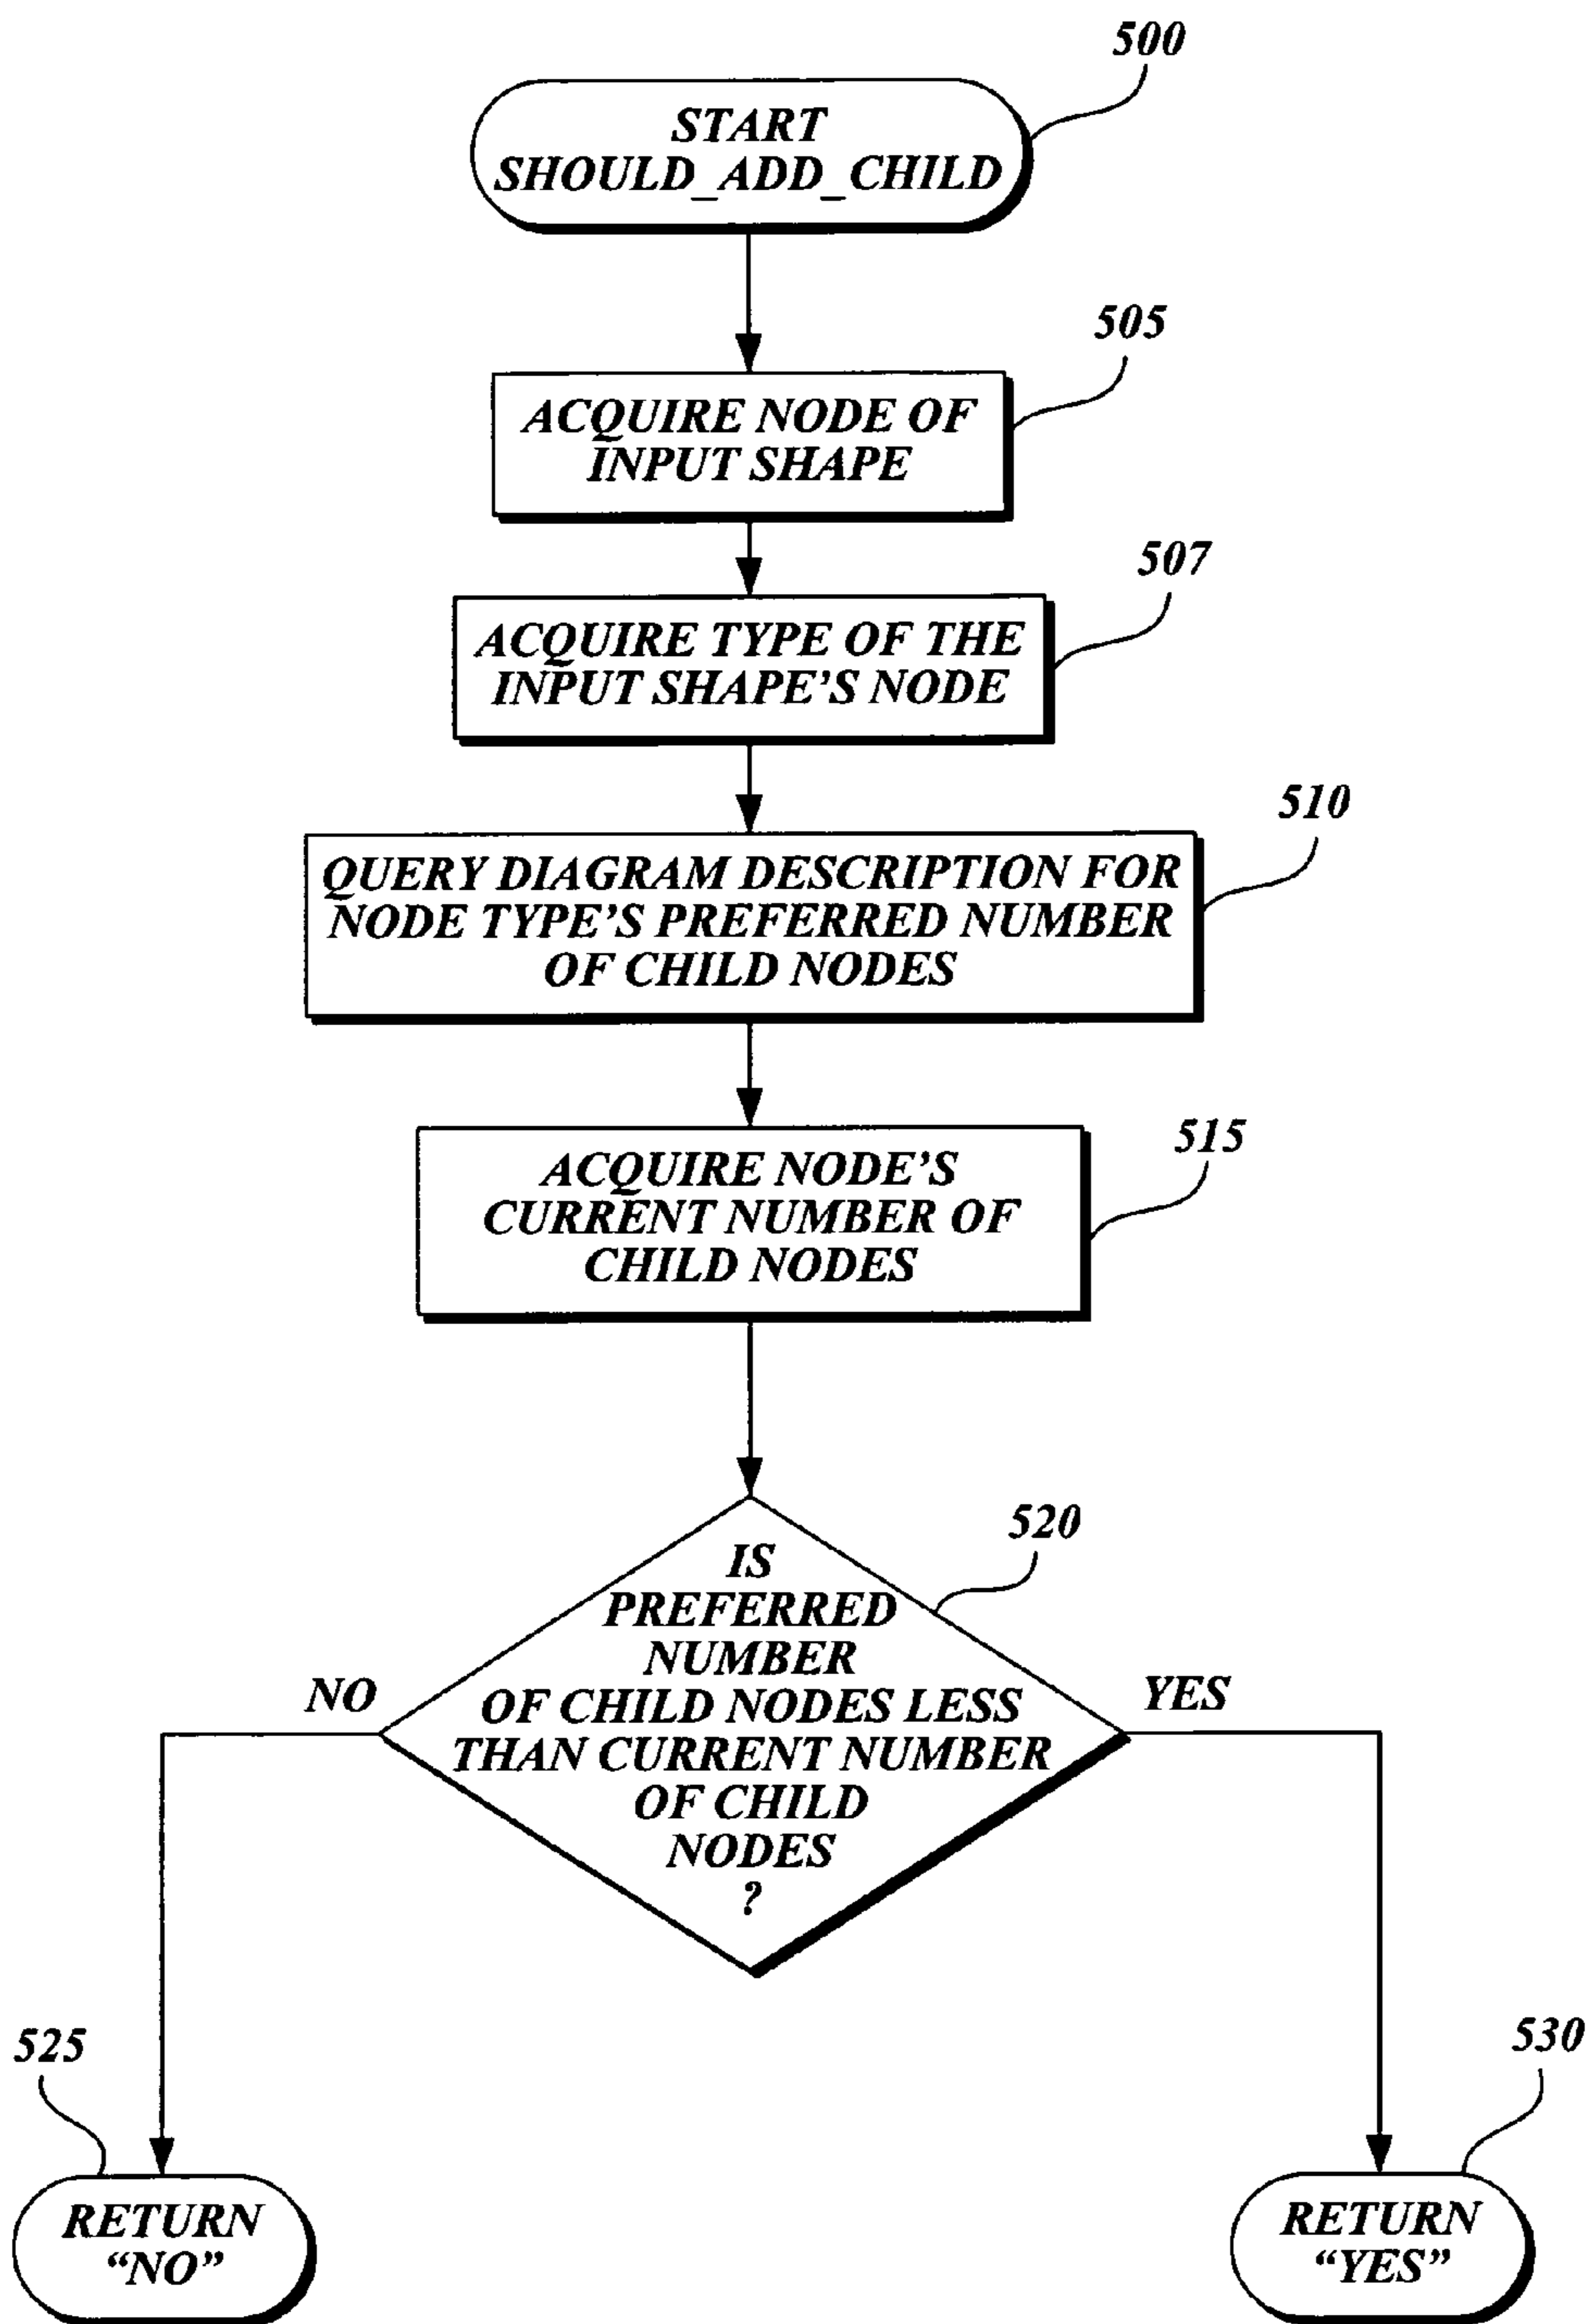 500
START
SHOULD_ADD_CHILD
505
ACQUIRE NODE OF
INPUT SHAPE
507
ACQUIRE TYPE OF THE
INPUT SHAPE'S NODE
510
QUERY DIAGRAM DESCRIPTION FOR
NODE TYPE'S PREFERRED NUMBER
OF CHILD NODES
515
ACQUIRE NODE'S
CURRENT NUMBER OF
CHILD NODES
520
IS
PREFERRED
NUMBER
OF CHILD NODES LESS
THAN CURRENT NUMBER
OF CHILD
NODES
?
NO
YES
525
RETURN
“NO”
530
RETURN
“YES”